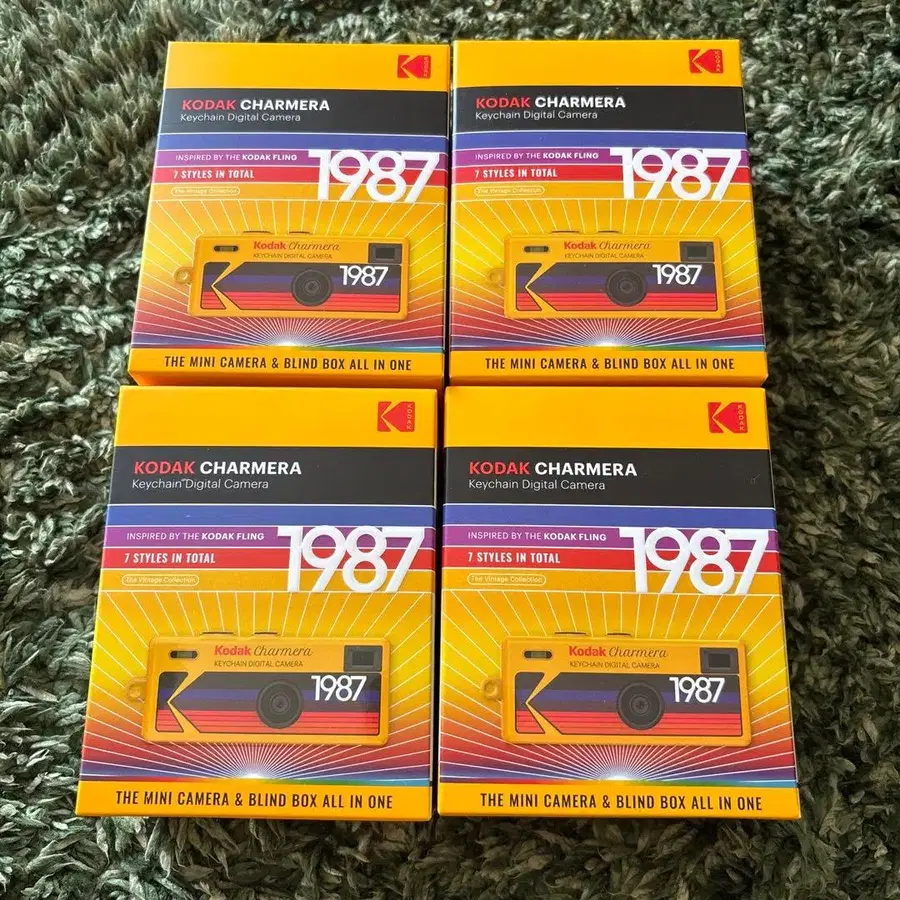 KODAK
KODAK CHARMERA
Keychain Digital Camera
INSPIRED BY THE KODAK FLING
1987
7 STYLES IN TOTAL
The Vintage Collection
Kodak Charmera
KEYCHAIN DIGITAL CAMERA
1987
THE MINI CAMERA & BLIND BOX ALL IN ONE
KODAK
KODAK CHARMERA
Keychain Digital Camera
INSPIRED BY THE KODAK FLING
1987
7 STYLES IN TOTAL
The Vintage Collection
Kodak Charmera
KEYCHAIN DIGITAL CAMERA
1987
THE MINI CAMERA & BLIND BOX ALL IN ONE
KODAK
KODAK CHARMERA
Keychain Digital Camera
INSPIRED BY THE KODAK FLING
1987
7 STYLES IN TOTAL
The Vintage Collection
Kodak Charmera
KEYCHAIN DIGITAL CAMERA
1987
THE MINI CAMERA & BLIND BOX ALL IN ONE
KODAK
KODAK CHARMERA
Keychain Digital Camera
INSPIRED BY THE KODAK FLING
1987
7 STYLES IN TOTAL
The Vintage Collection
Kodak Charmera
KEYCHAIN DIGITAL CAMERA
1987
THE MINI CAMERA & BLIND BOX ALL IN ONE